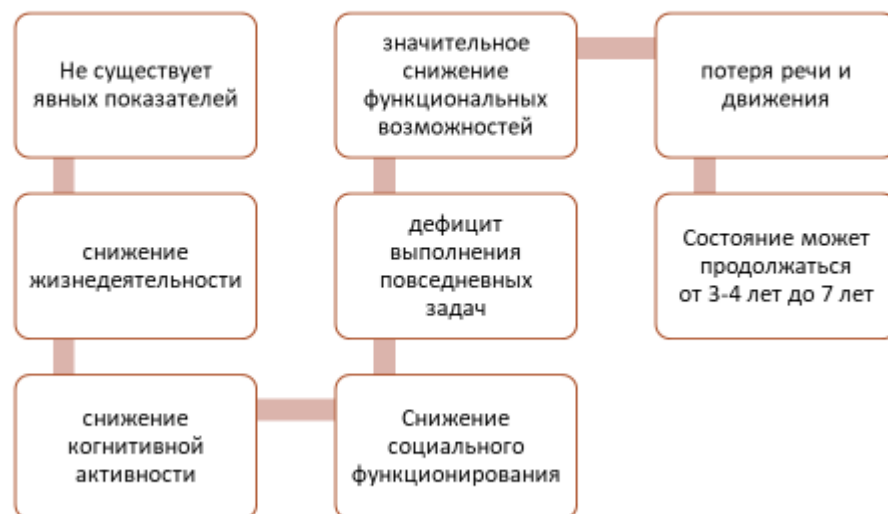 Не существует
явных показателей
снижение
жизнедеятельности
снижение
когнитивной
активности
Снижение
социального
функционирования
дефицит
выполнения
повседневных
задач
значительное
снижение
функциональных
возможностей
потеря речи и
движения
Состояние может
продолжаться
от 3-4 лет до 7 лет